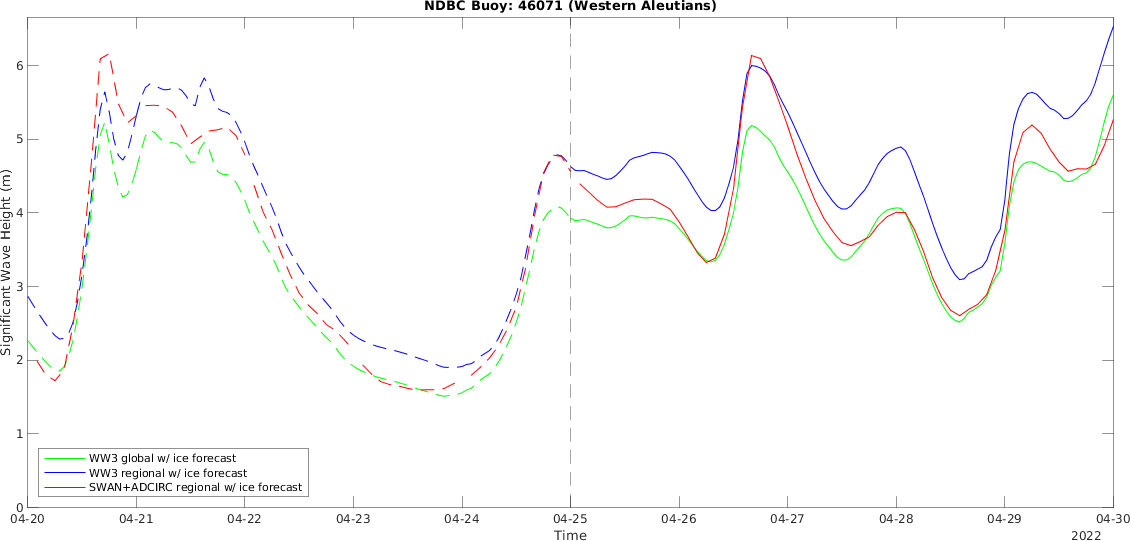 NDBC Buoy: 46071 (Western Aleutians)
Significant Wave Height (m)
6
5
4
3
2
1
0
WW3 global w/ ice forecast
WW3 regional w/ ice forecast
SWAN+ADCIRC regional w/ ice forecast
04-20 04-21 04-22 04-23 04-24 04-25 04-26 04-27 04-28 04-29 04-30
Time
2022